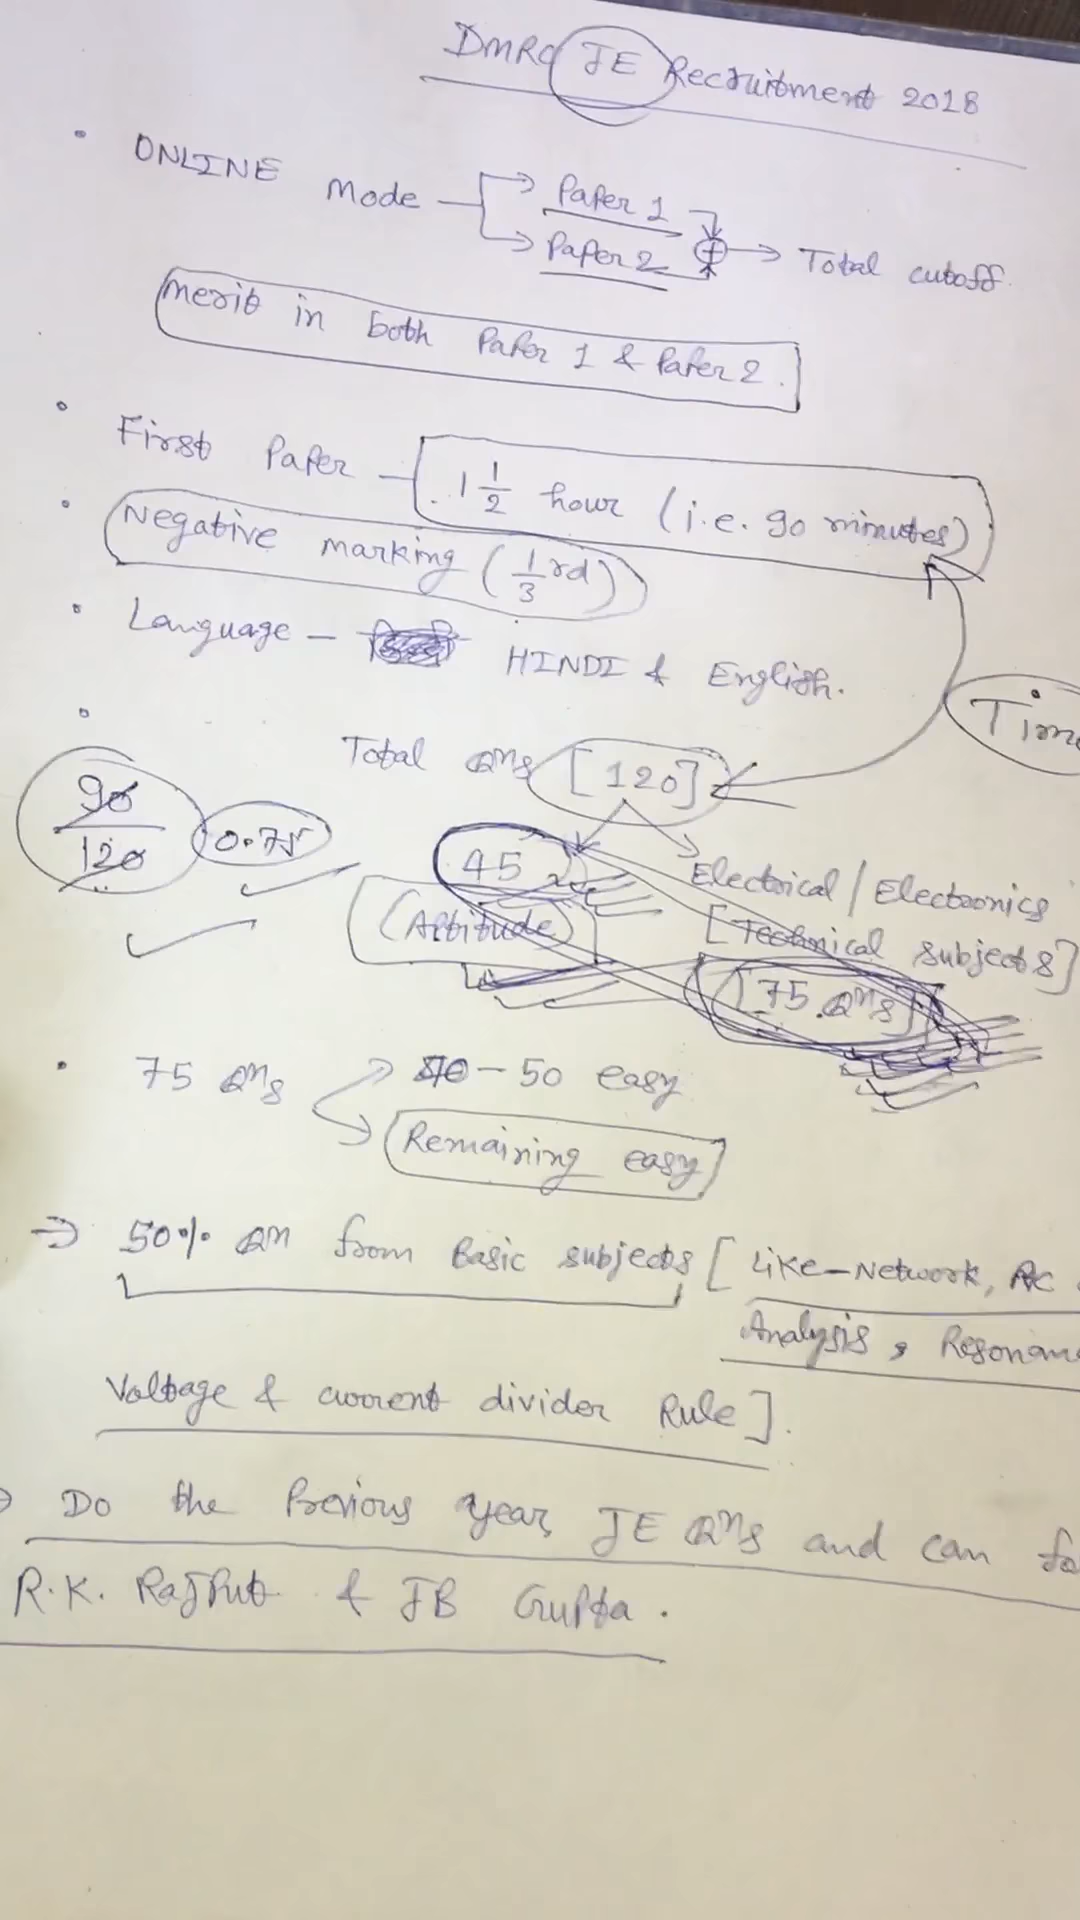 DMRC JE Recruitment 2018
ONLINE Mode Paper 1
Paper 2 + Total cutoff
merit in both Paper 1 & Paper 2.
First Paper - 1 1/2 hour (i.e. 90 minutes)
Negative marking (1/3 rd)
Language - HINDI & English.
Time
Total Qns [120]
90/120 0.75
45
(Aptitude)
Electrical / Electronics
[Technical subjects]
[75 Qns]
75 Qns 40-50 easy
Remaining easy
→ 50% Qn from Basic subjects [Like-Network, AC
Analysis, Resonan
Voltage & current divider Rule].
→ Do the Previous year JE Qns and can fo
R.K. Rajput & JB Gupta.